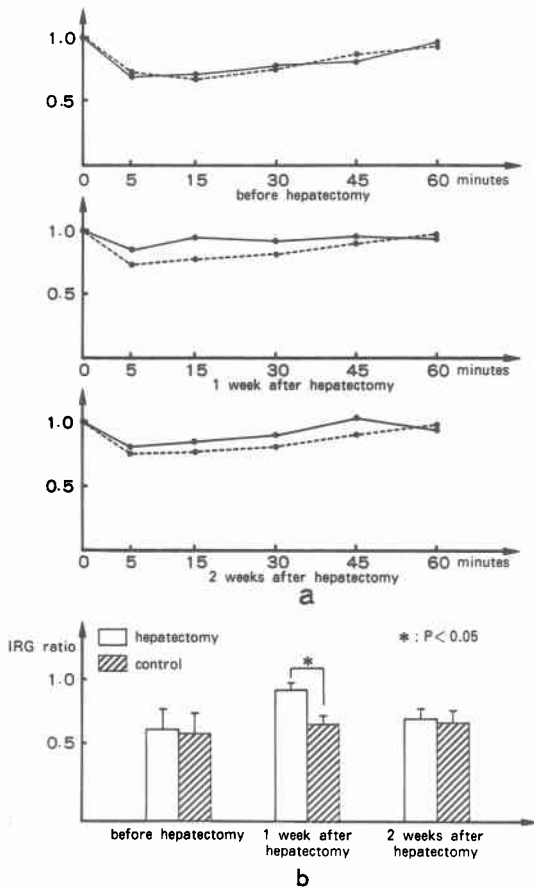 1.0
0.5
0 5 15 30 45 60 minutes
before hepatectomy
1.0
0.5
0 5 15 30 45 60 minutes
1 week after hepatectomy
1.0
0.5
0 5 15 30 45 60 minutes
2 weeks after hepatectomy
a
IRG ratio
hepatectomy
control
* : P < 0.05
*
1.0
0.5
before hepatectomy
1 week after
hepatectomy
2 weeks after
hepatectomy
b